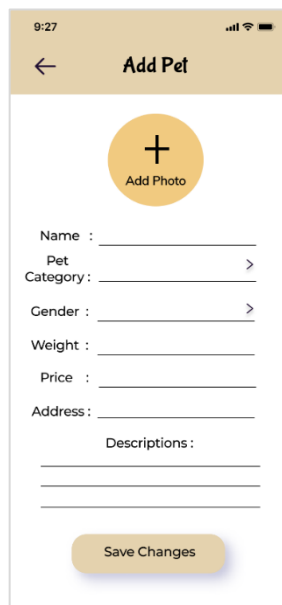 9:27
Add Pet
Add Photo
Name :
Pet
Category :
Gender :
Weight :
Price :
Address :
Descriptions :
Save Changes